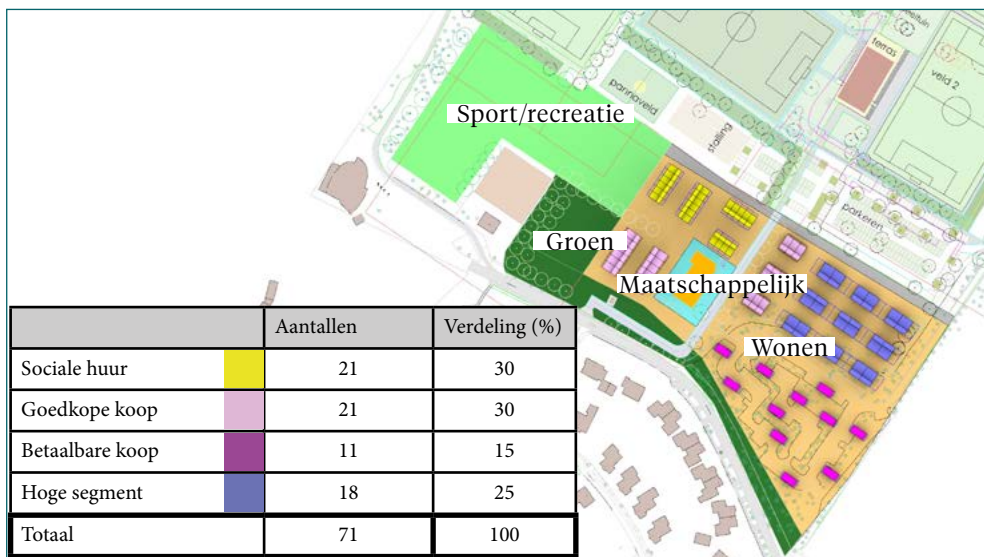 terras
veld 2
pannaveld
stalling
Sport/recreatie
parkeren
Groen
Maatschappelijk
Wonen
Aantallen Verdeling (%)
Sociale huur 21 30
Goedkope koop 21 30
Betaalbare koop 11 15
Hoge segment 18 25
Totaal 71 100